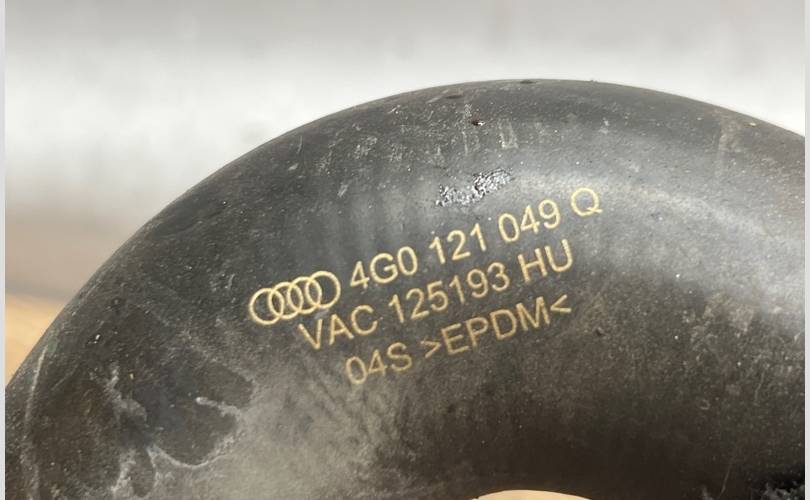 4G0 121 049 Q
VAC 125193 HU
04S >EPDM<